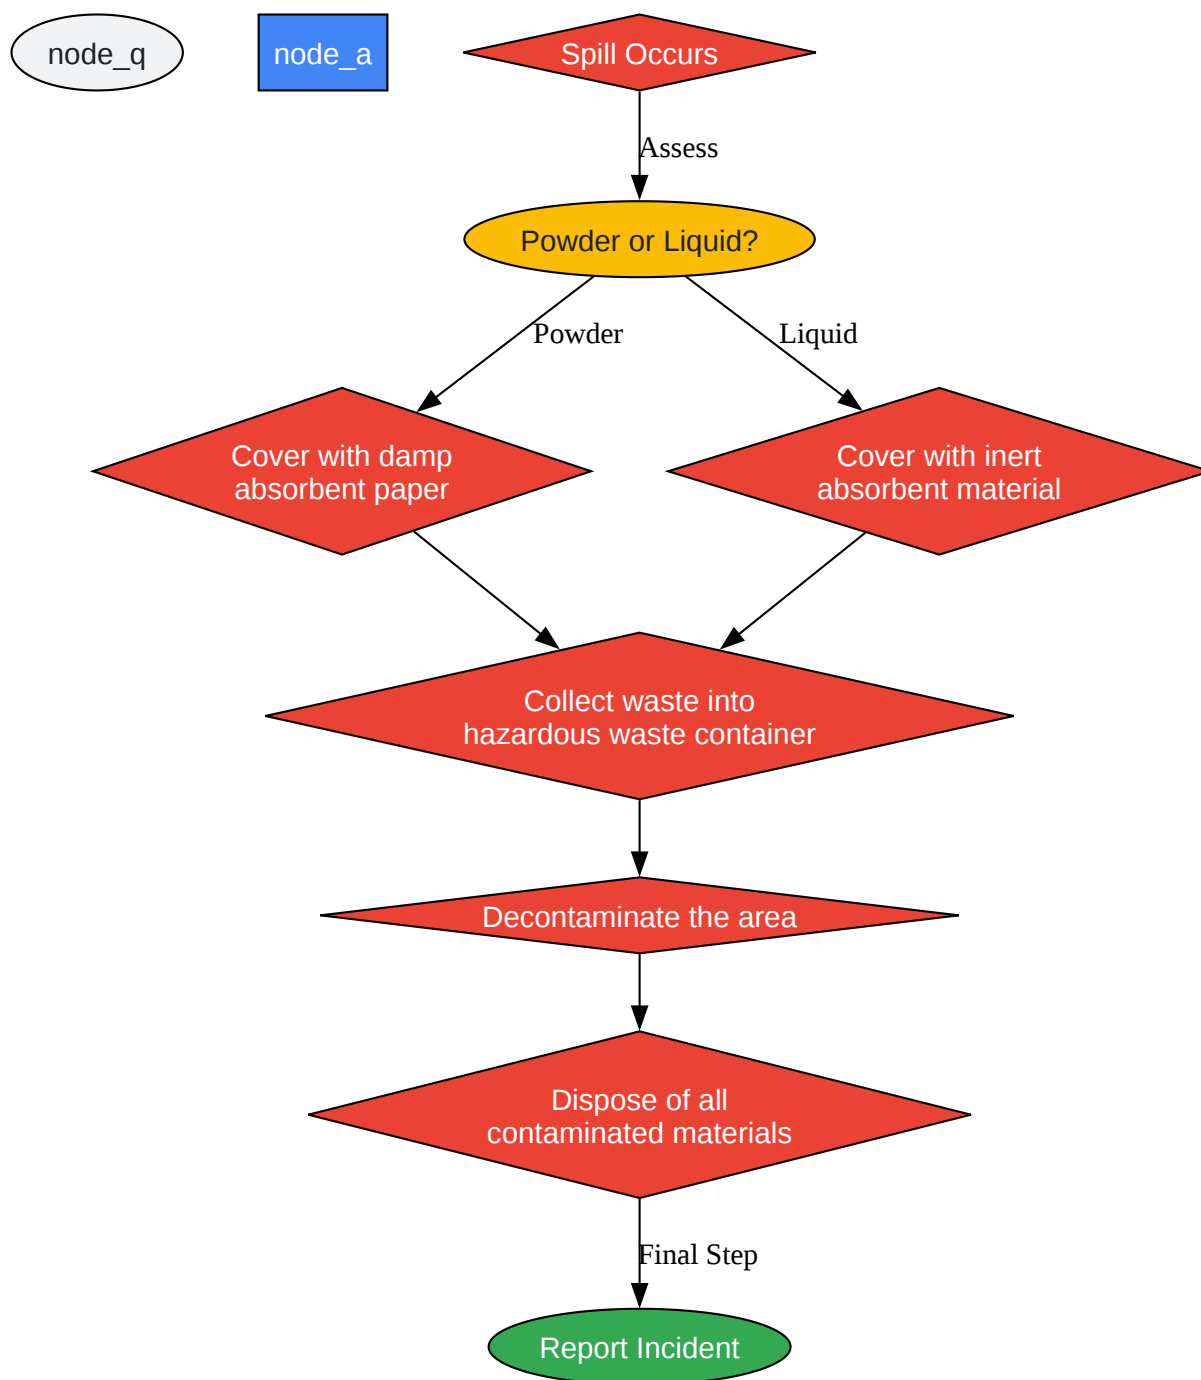 node_q
node_a
Spill Occurs
Assess
Powder or Liquid?
Powder
Liquid
Cover with damp
absorbent paper
Cover with inert
absorbent material
Collect waste into
hazardous waste container
Decontaminate the area
Dispose of all
contaminated materials
Final Step
Report Incident